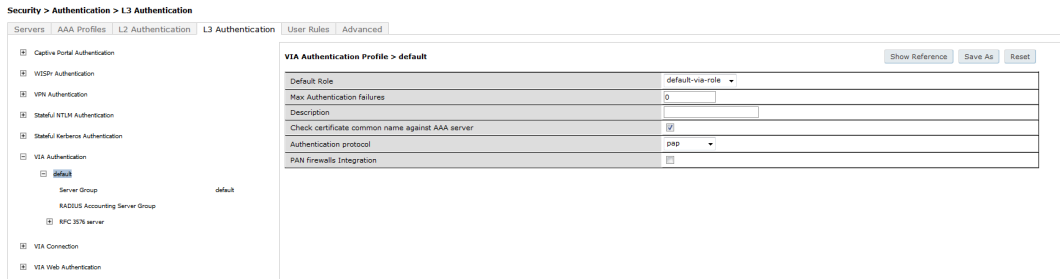 Security > Authentication > L3 Authentication
Servers AAA Profiles L2 Authentication L3 Authentication User Rules Advanced
Captive Portal Authentication
WISPr Authentication
VPN Authentication
Stateful NTLM Authentication
Stateful Kerberos Authentication
VIA Authentication
default
Server Group default
RADIUS Accounting Server Group
RFC 3576 server
VIA Connection
VIA Web Authentication
VIA Authentication Profile > default Show Reference Save As Reset
Default Role default-via-role
Max Authentication failures 0
Description
Check certificate common name against AAA server
Authentication protocol pap
PAN firewalls Integration